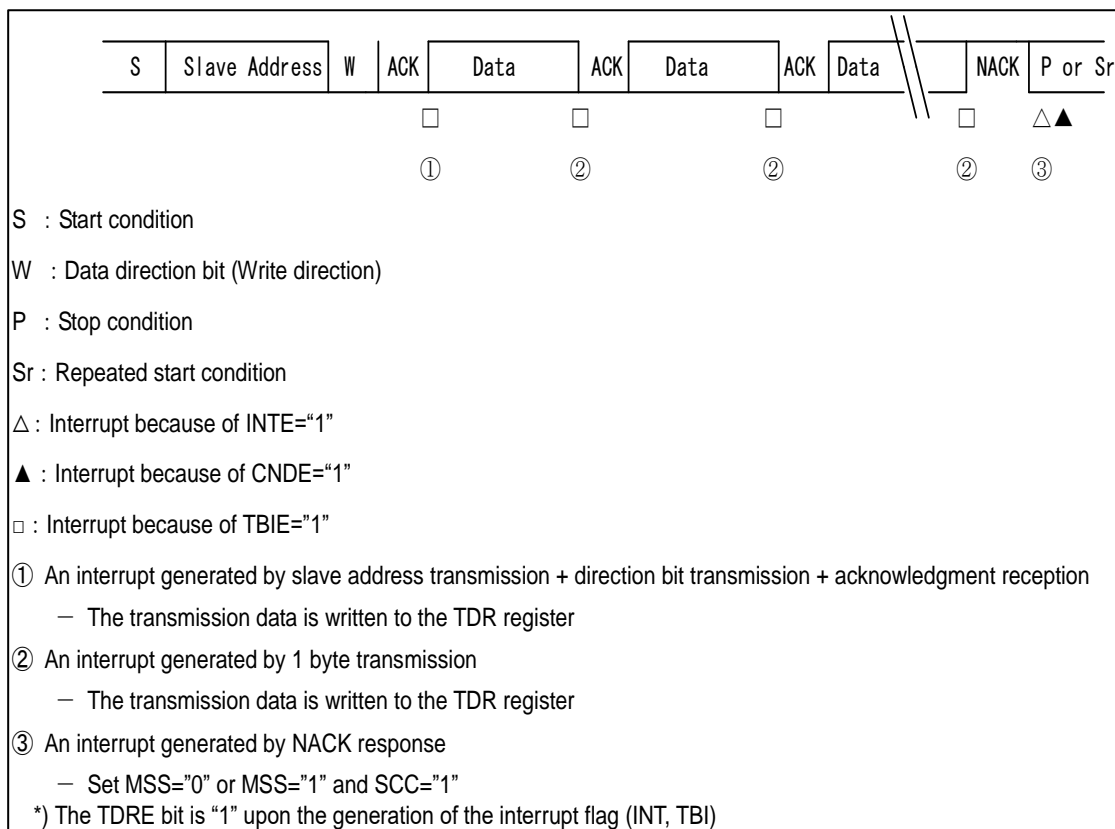 S Slave Address W ACK Data ACK Data ACK Data NACK P or Sr
□ □ □ □ △▲
① ② ② ② ③
S : Start condition
W : Data direction bit (Write direction)
P : Stop condition
Sr : Repeated start condition
△ : Interrupt because of INTE=“1”
▲ : Interrupt because of CNDE=“1”
□ : Interrupt because of TBIE=”1”
① An interrupt generated by slave address transmission + direction bit transmission + acknowledgment reception
— The transmission data is written to the TDR register
② An interrupt generated by 1 byte transmission
— The transmission data is written to the TDR register
③ An interrupt generated by NACK response
— Set MSS=”0” or MSS=”1” and SCC=”1”
*) The TDRE bit is “1” upon the generation of the interrupt flag (INT, TBI)